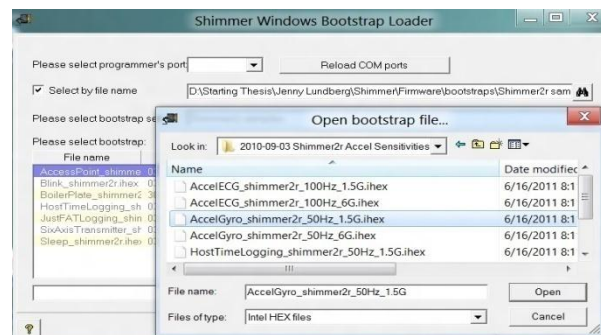 Shimmer Windows Bootstrap Loader
Please select programmer's port
Reload COM ports
Select by file name
D:\Starting Thesis\Jenny Lundberg\Shimmer\Firmware\bootstraps\Shimmer2r sam
Please select bootstrap se
Please select bootstrap:
File name
AccessPoint_shimme
Blink_shimmer2r.ihex
BoilerPlate_shimmer2
HostTimeLogging_sh
JustFATLogging_shin
SixAxisTransmitter_sh
Sleep_shimmer2r.ihe
Open bootstrap file...
Look in: 2010-09-03 Shimmer2r Accel Sensitivities
Name Date modified
AccelECG_shimmer2r_100Hz_1.5G.ihex 6/16/2011 8:1
AccelECG_shimmer2r_100Hz_6G.ihex 6/16/2011 8:1
AccelGyro_shimmer2r_50Hz_1.5G.ihex 6/16/2011 8:1
AccelGyro_shimmer2r_50Hz_6G.ihex 6/16/2011 8:1
HostTimeLogging_shimmer2r_50Hz_1.5G.ihex 6/16/2011 8:1
File name: AccelGyro_shimmer2r_50Hz_1.5G Open
Files of type: Intel HEX files Cancel